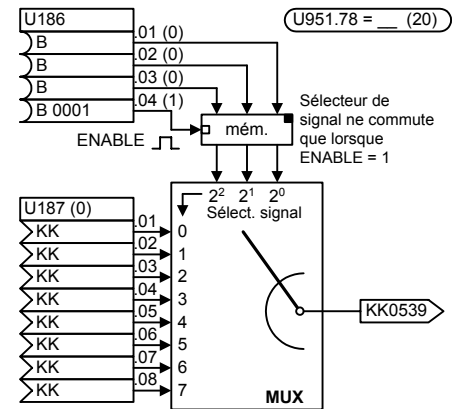 U186
U951.78 = __ (20)
B .01 (0)
B .02 (0)
B .03 (0)
B 0001 .04 (1)
ENABLE
mém.
Sélecteur de
signal ne commute
que lorsque
ENABLE = 1
2² 2¹ 2⁰
Sélect. signal
U187 (0)
KK .01 0
KK .02 1
KK .03 2
KK .04 3
KK .05 4
KK .06 5
KK .07 6
KK .08 7
KK0539
MUX